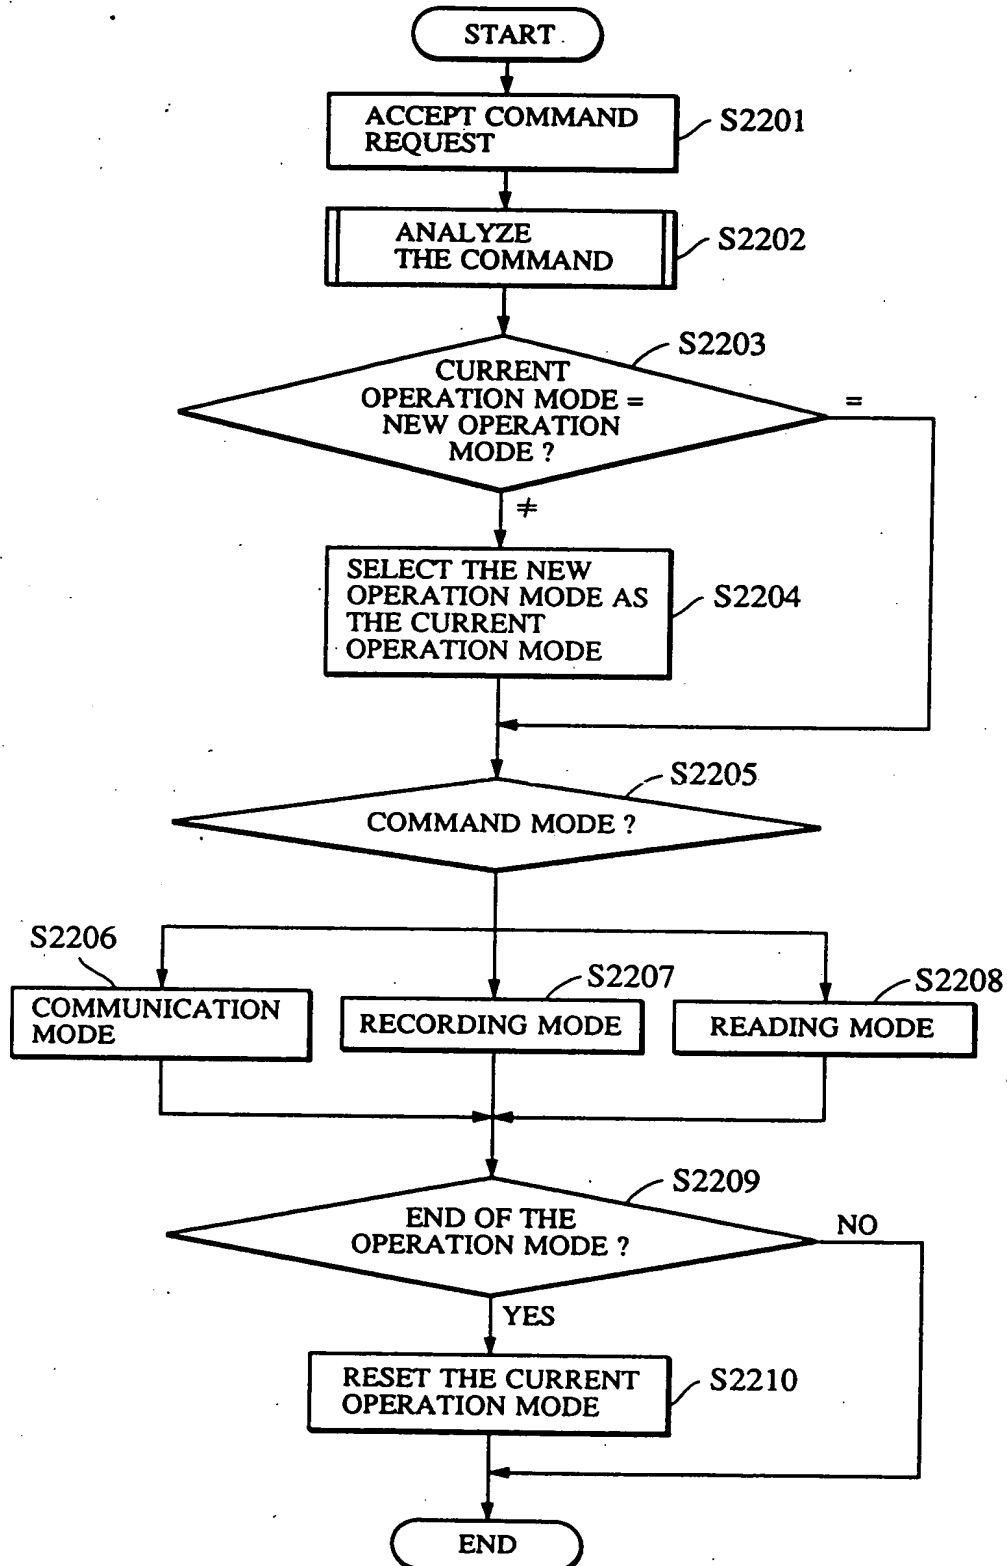 START
ACCEPT COMMAND
REQUEST
S2201
ANALYZE
THE COMMAND
S2202
S2203
CURRENT
OPERATION MODE =
NEW OPERATION
MODE ?
=
≠
SELECT THE NEW
OPERATION MODE AS
THE CURRENT
OPERATION MODE
S2204
S2205
COMMAND MODE ?
S2206
COMMUNICATION
MODE
S2207
RECORDING MODE
S2208
READING MODE
S2209
END OF THE
OPERATION MODE ?
NO
YES
RESET THE CURRENT
OPERATION MODE
S2210
END